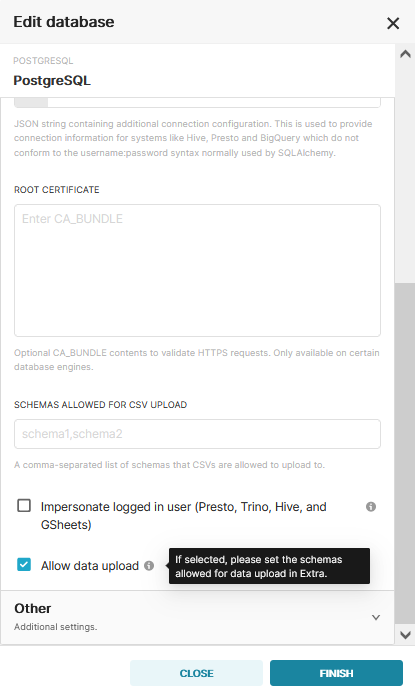 Edit database
POSTGRESQL
PostgreSQL
JSON string containing additional connection configuration. This is used to provide
connection information for systems like Hive, Presto and BigQuery which do not
conform to the username:password syntax normally used by SQLAlchemy.
ROOT CERTIFICATE
Enter CA_BUNDLE
Optional CA_BUNDLE contents to validate HTTPS requests. Only available on certain
database engines.
SCHEMAS ALLOWED FOR CSV UPLOAD
schema1,schema2
A comma-separated list of schemas that CSVs are allowed to upload to.
Impersonate logged in user (Presto, Trino, Hive, and
GSheets)
Allow data upload
If selected, please set the schemas
allowed for data upload in Extra.
Other
Additional settings.
CLOSE
FINISH